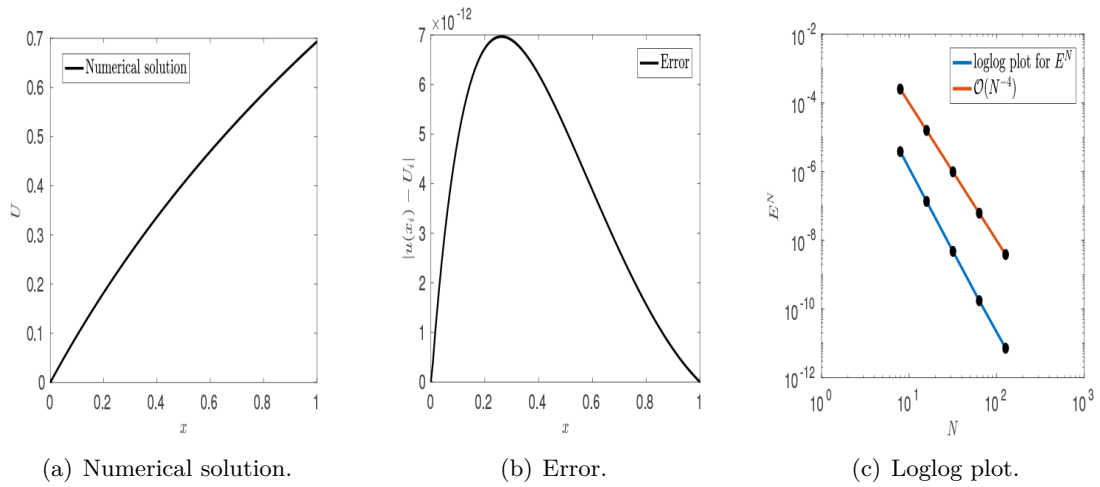 0.7
0.6
0.5
0.4
0.3
0.2
0.1
0
0 0.2 0.4 0.6 0.8 1
U
x
Numerical solution
×10^{-12}
7
6
5
4
3
2
1
0
0 0.2 0.4 0.6 0.8 1
|u(x_i) − U_i|
x
Error
10^{-2}
10^{-4}
10^{-6}
10^{-8}
10^{-10}
10^{-12}
10^0 10^1 10^2 10^3
E^N
N
loglog plot for E^N
𝒪(N^{-4})
(a) Numerical solution.
(b) Error.
(c) Loglog plot.